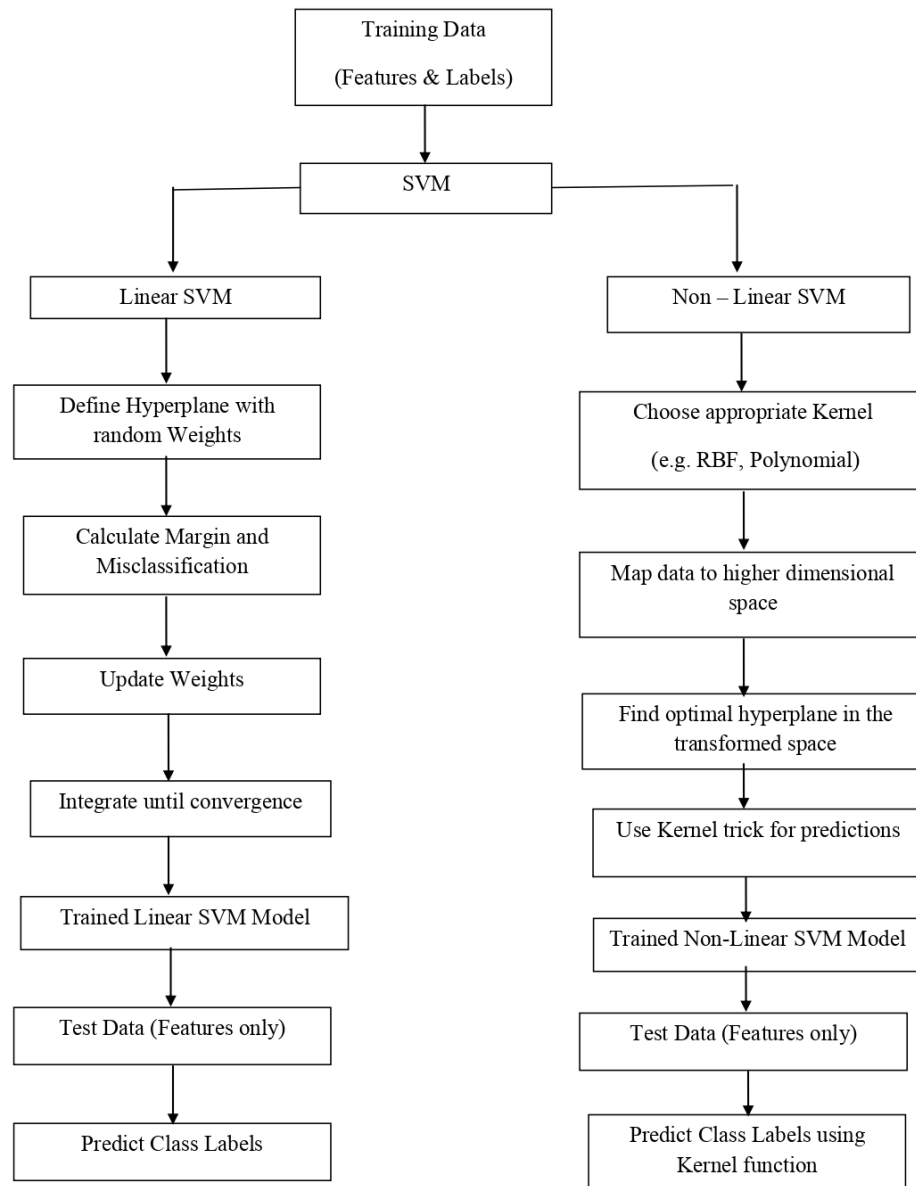 Training Data
(Features & Labels)
SVM
Linear SVM
Define Hyperplane with
random Weights
Calculate Margin and
Misclassification
Update Weights
Integrate until convergence
Trained Linear SVM Model
Test Data (Features only)
Predict Class Labels
Non – Linear SVM
Choose appropriate Kernel
(e.g. RBF, Polynomial)
Map data to higher dimensional
space
Find optimal hyperplane in the
transformed space
Use Kernel trick for predictions
Trained Non-Linear SVM Model
Test Data (Features only)
Predict Class Labels using
Kernel function